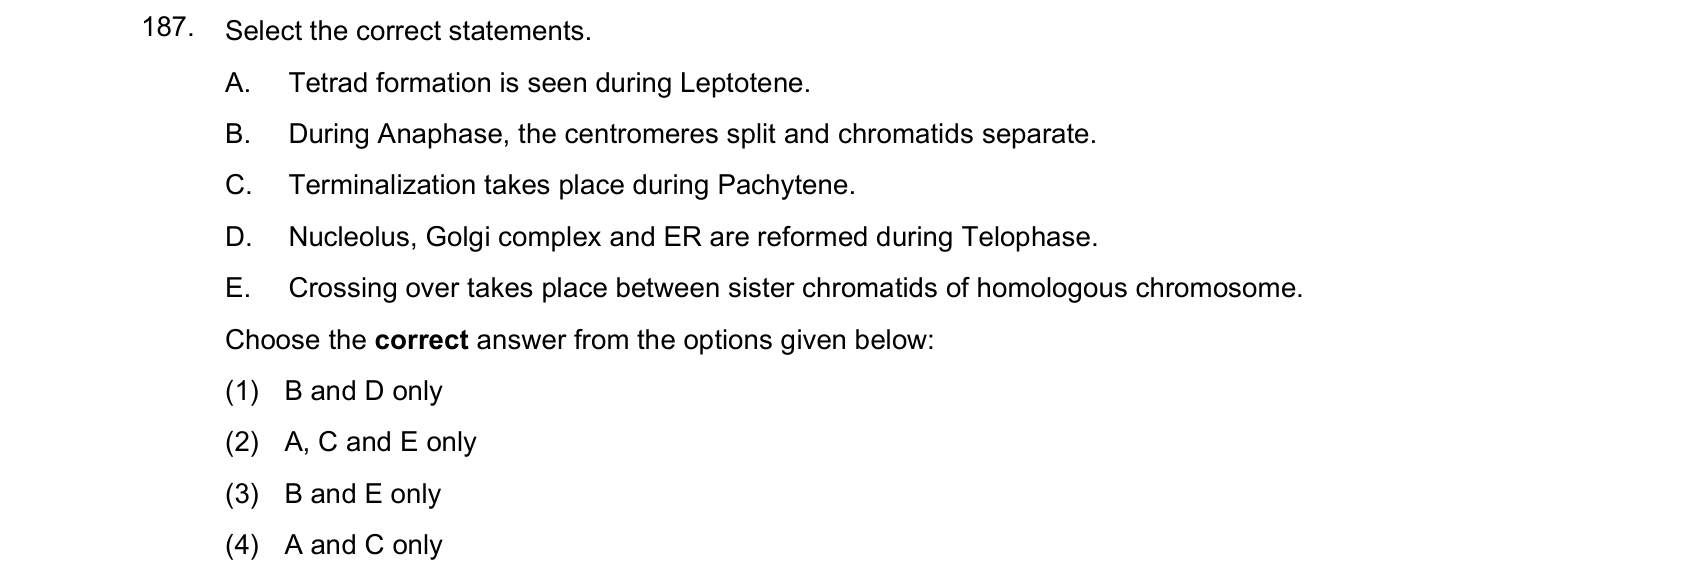 187. Select the correct statements.
A. Tetrad formation is seen during Leptotene.
B. During Anaphase, the centromeres split and chromatids separate.
C. Terminalization takes place during Pachytene.
D. Nucleolus, Golgi complex and ER are reformed during Telophase.
E. Crossing over takes place between sister chromatids of homologous chromosome.
Choose the correct answer from the options given below:
(1) B and D only
(2) A, C and E only
(3) B and E only
(4) A and C only